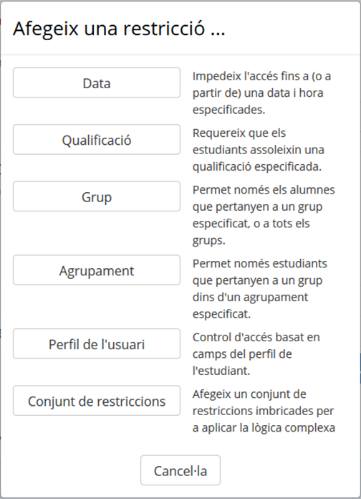 Afegeix una restricció ...
Data
Impedeix l'accés fins a (o a
partir de) una data i hora
especificades.
Qualificació
Requereix que els
estudiants assoleixin una
qualificació especificada.
Grup
Permet només els alumnes
que pertanyen a un grup
especificat, o a tots els
grups.
Agrupament
Permet només estudiants
que pertanyen a un grup
dins d'un agrupament
especificat.
Perfil de l'usuari
Control d'accés basat en
camps del perfil de
l'estudiant.
Conjunt de restriccions
Afegeix un conjunt de
restriccions imbricades per
a aplicar la lògica complexa
Cancel·la